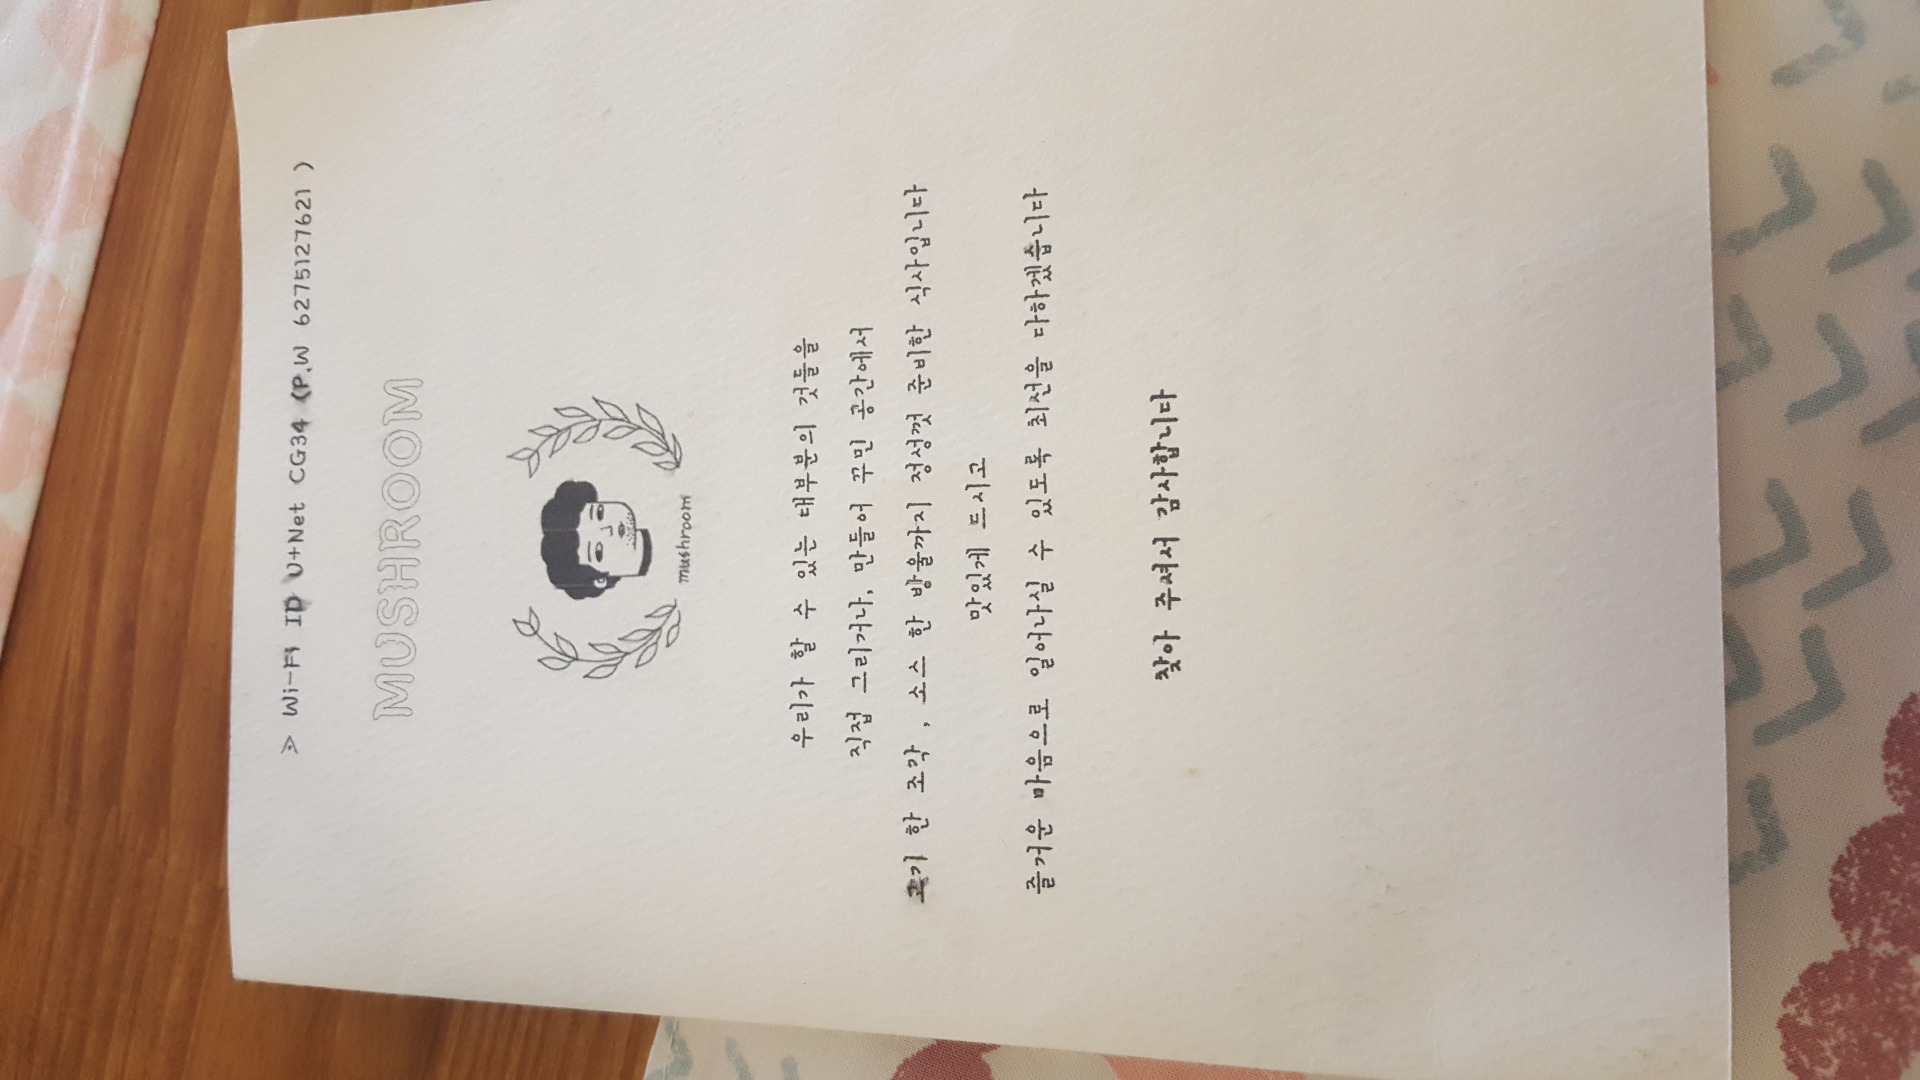 > Wi-Fi ID U+Net CG34 (P.W 6275127621 )
MUSHROOM
mushroom
우리가 할 수 있는 대부분의 것들을
직접 그리거나, 만들어 꾸민 공간에서
고기 한 조각 , 소스 한 방울까지 정성껏 준비한 식사입니다
맛있게 드시고
즐거운 마음으로 일어나실 수 있도록 최선을 다하겠습니다
찾아 주셔서 감사합니다